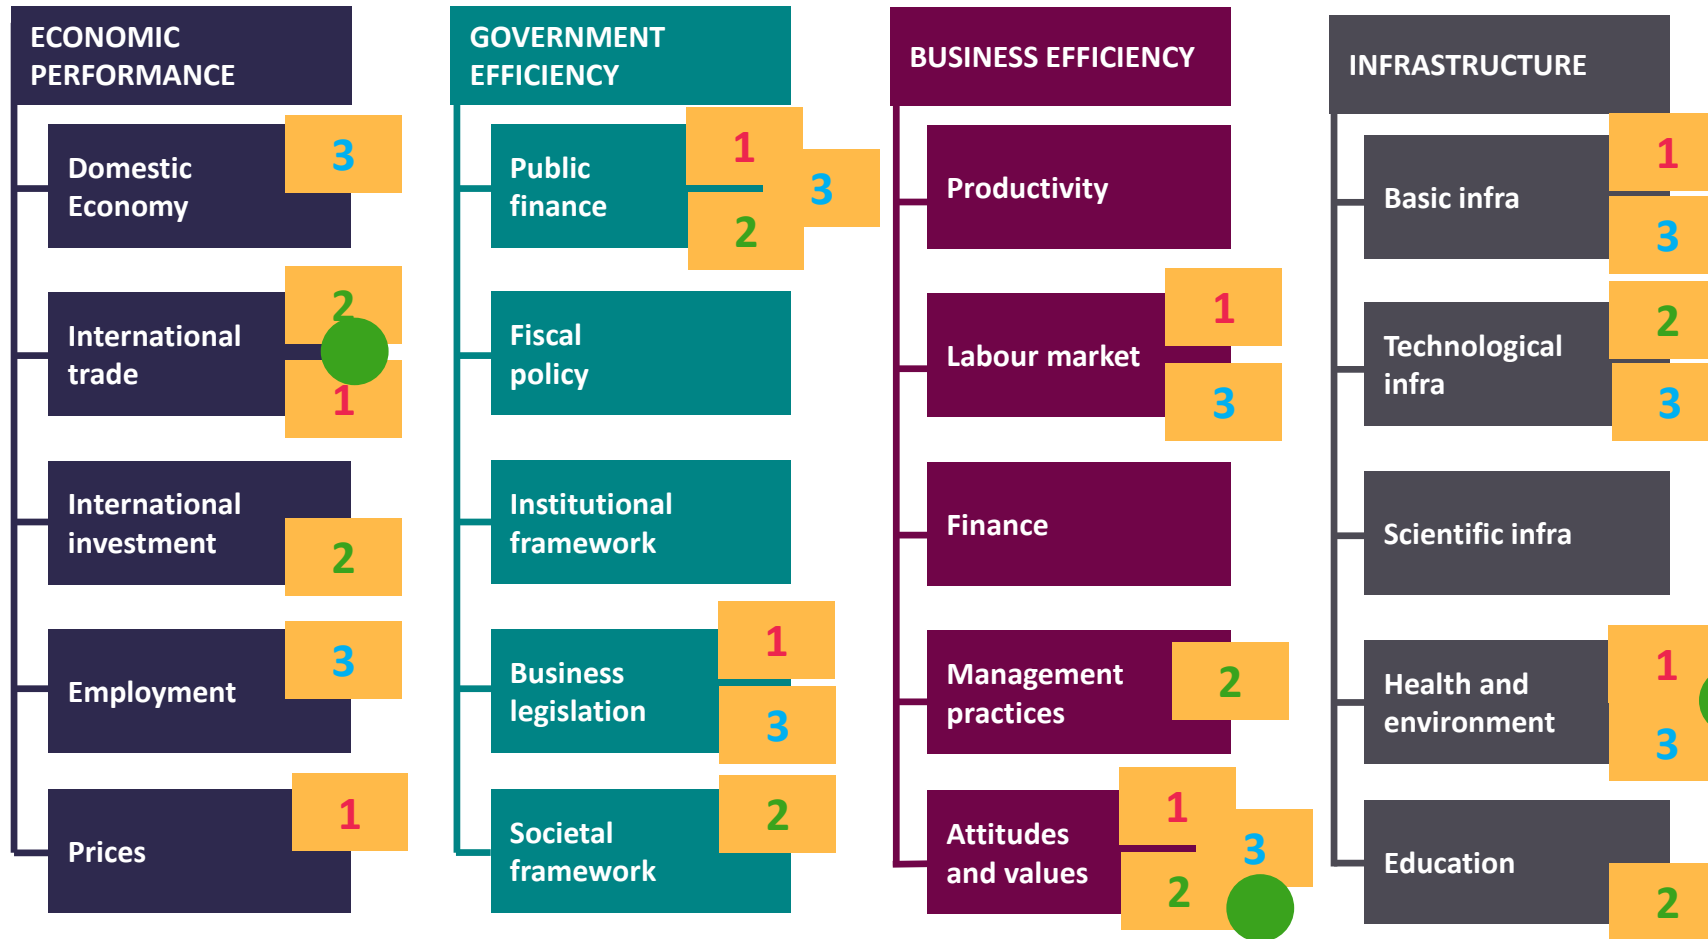 ECONOMIC
PERFORMANCE
Domestic
Economy
3
International
trade
2
1
International
investment
2
Employment
3
Prices
1
GOVERNMENT
EFFICIENCY
Public
finance
1
3
2
Fiscal
policy
Institutional
framework
Business
legislation
1
3
Societal
framework
2
BUSINESS EFFICIENCY
Productivity
Labour market
1
3
Finance
Management
practices
2
Attitudes
and values
1
3
2
INFRASTRUCTURE
Basic infra
1
3
Technological
infra
2
3
Scientific infra
Health and
environment
1
3
Education
2